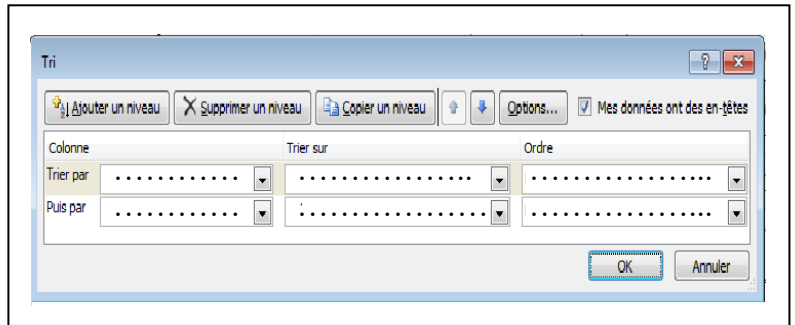 Tri
Ajouter un niveau Supprimer un niveau Copier un niveau Options... Mes données ont des en-têtes
Colonne Trier sur Ordre
Trier par ............ .................. ...................
Puis par ............ :................. ...................
OK Annuler